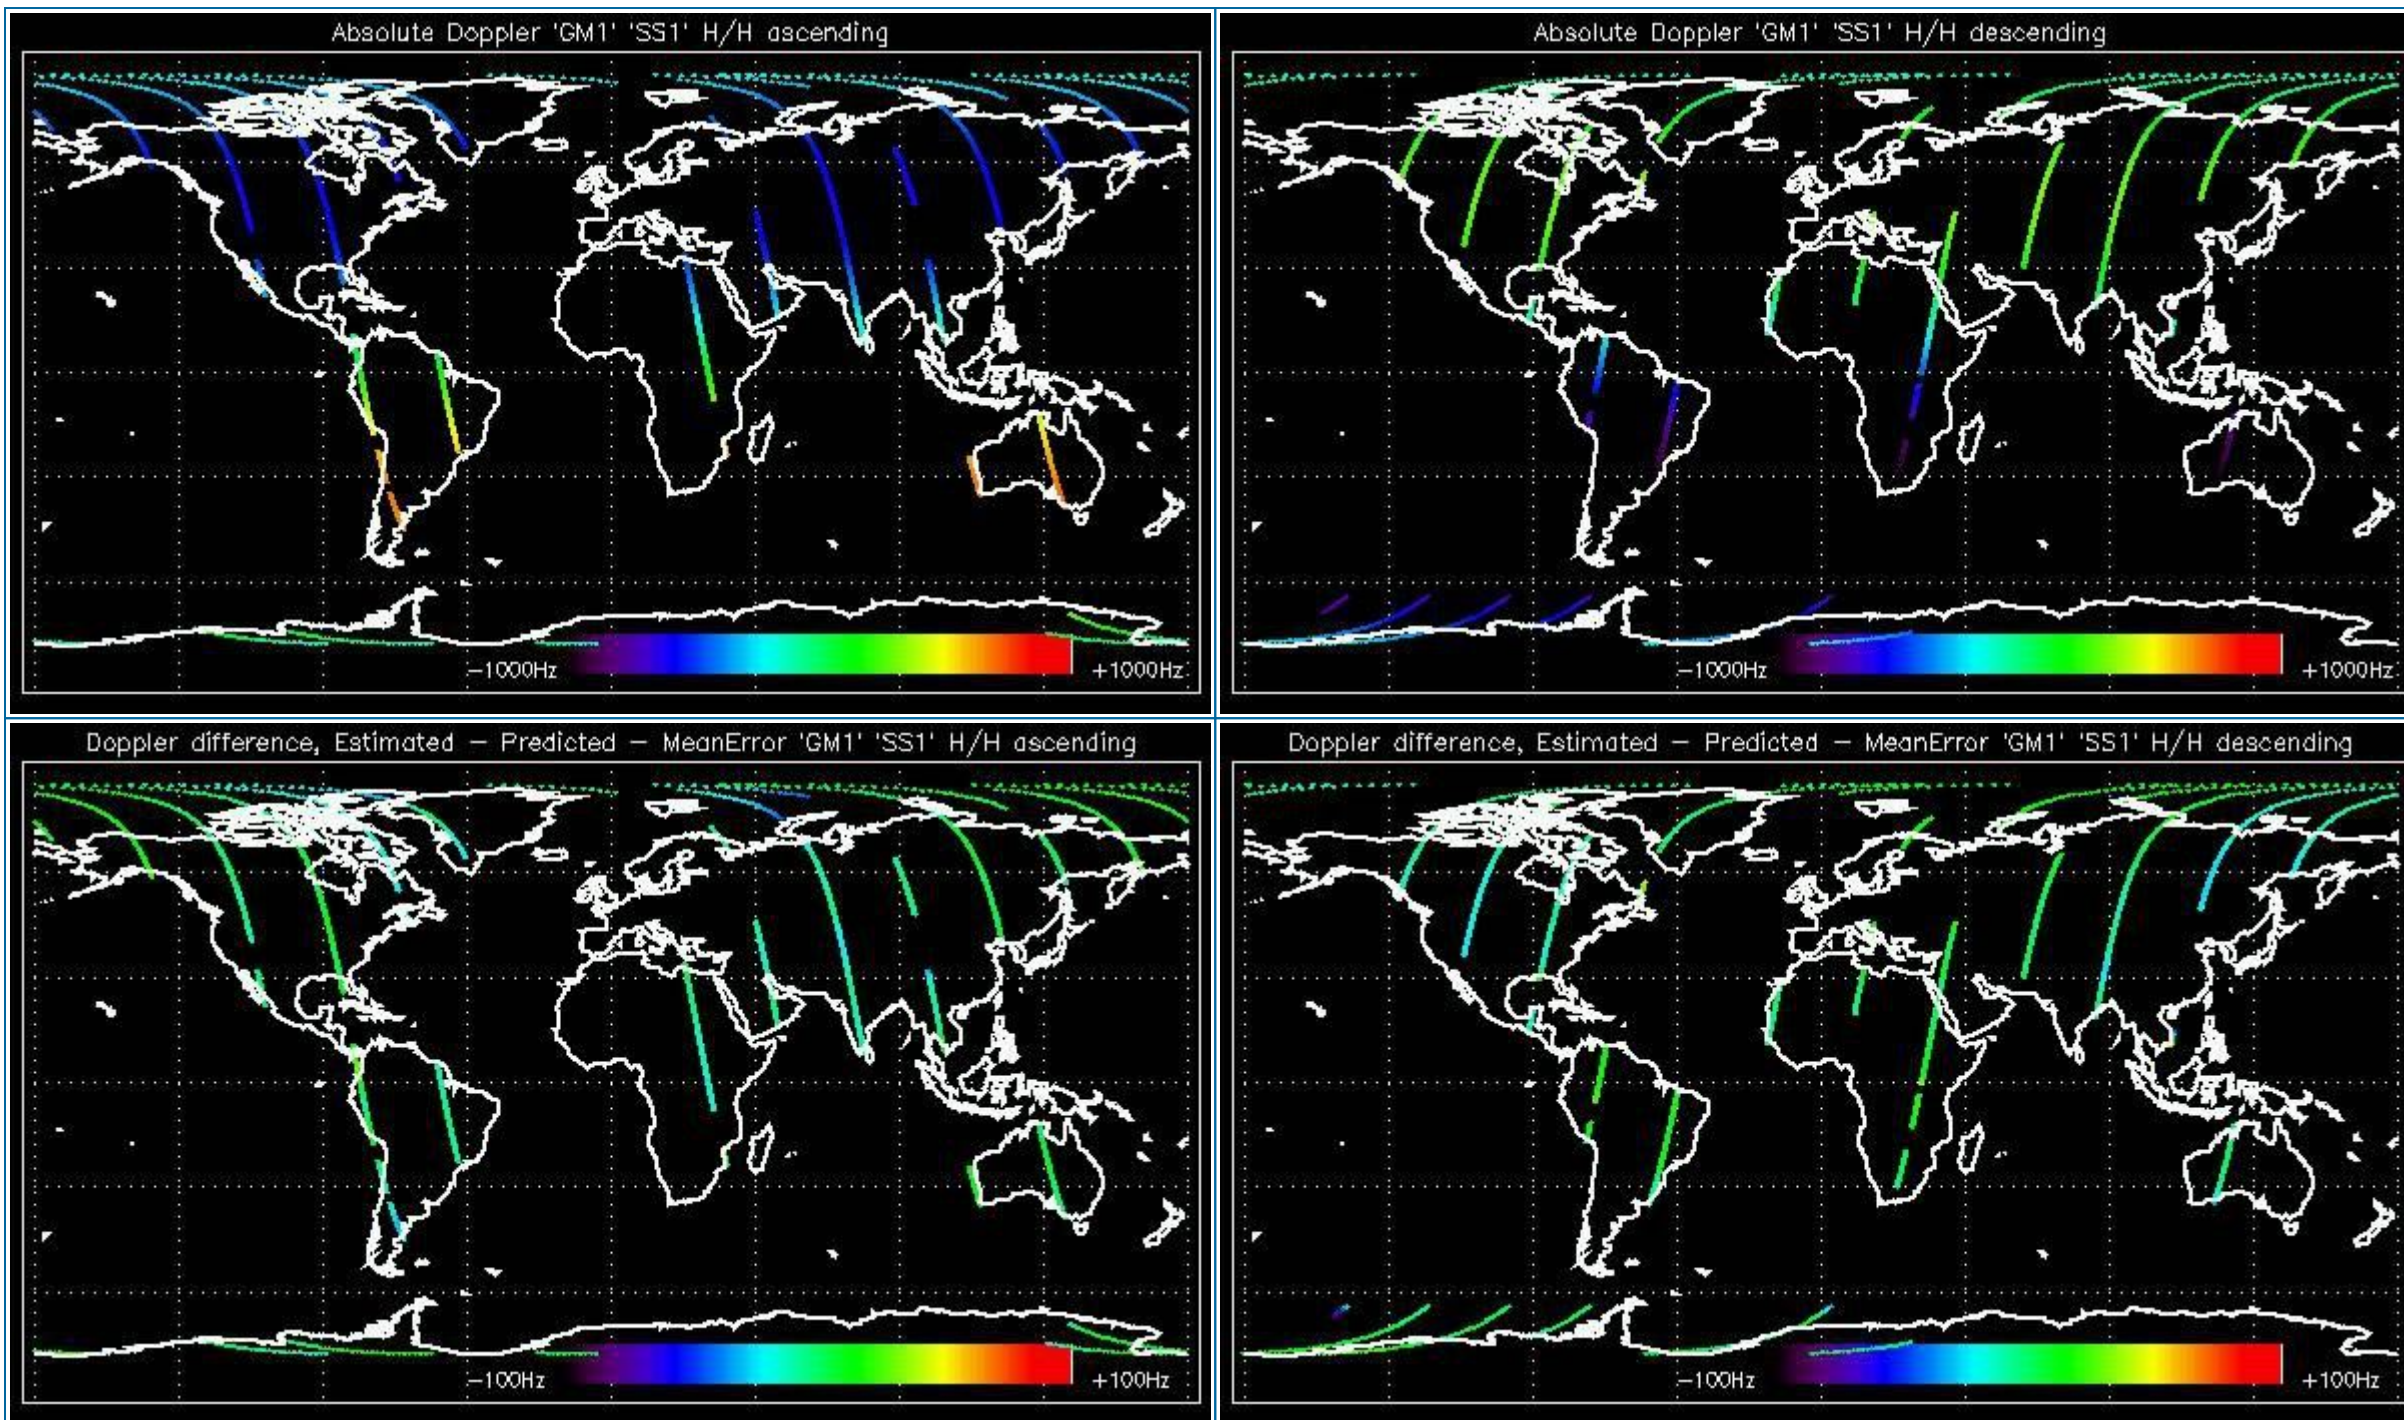 Absolute Doppler 'GM1' 'SS1' H/H ascending
−1000Hz
+1000Hz
Absolute Doppler 'GM1' 'SS1' H/H descending
−1000Hz
+1000Hz
Doppler difference, Estimated − Predicted − MeanError 'GM1' 'SS1' H/H ascending
−100Hz
+100Hz
Doppler difference, Estimated − Predicted − MeanError 'GM1' 'SS1' H/H descending
−100Hz
+100Hz